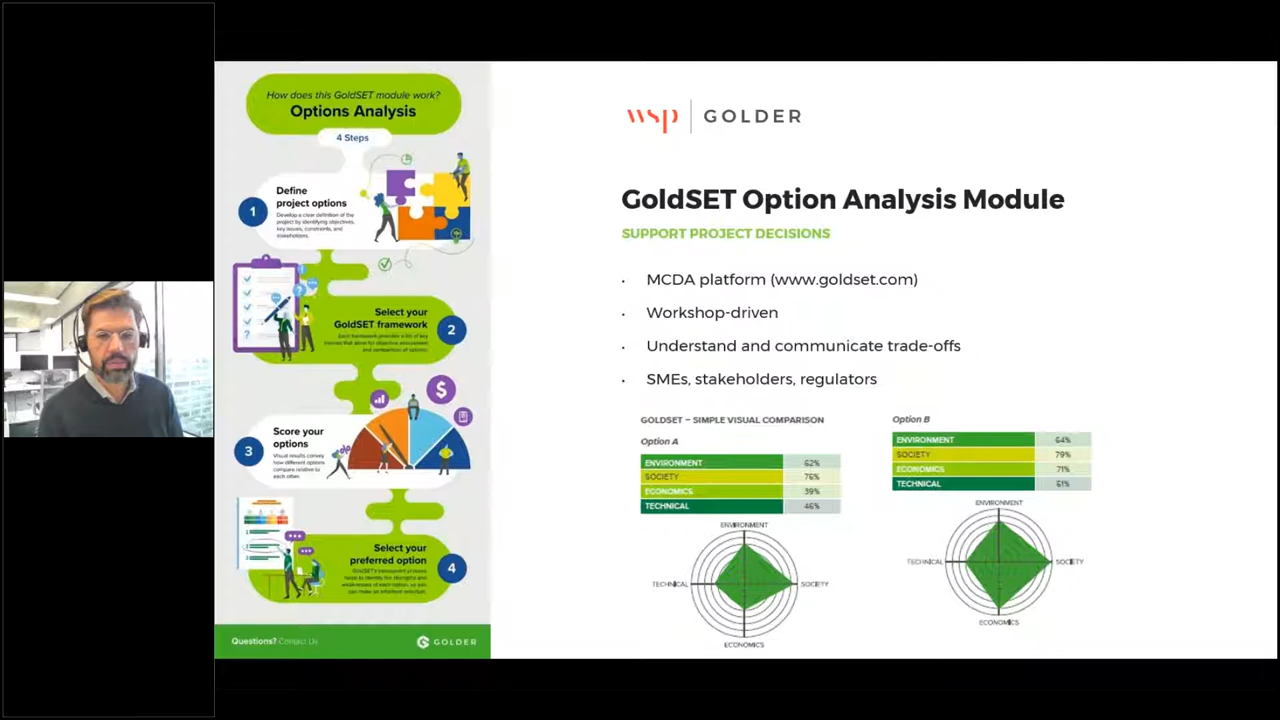 How does this GoldSET module work?
Options Analysis
4 Steps
1
Define
project options
Develop a clear definition of the
project by identifying objectives,
key issues, constraints, and
stakeholders.
Select your
GoldSET framework
2
Each framework provides a list of key
themes that allow for objective assessment
and comparison of options.
3
Score your
options
Visual results convey
how different options
compare relative to
each other.
Select your
preferred option
4
GoldSET's transparent process
helps to identify the strengths and
weaknesses of each option, so you
can make an informed selection.
Questions? Contact Us
GOLDER
wsp | GOLDER
GoldSET Option Analysis Module
SUPPORT PROJECT DECISIONS
• MCDA platform (www.goldset.com)
• Workshop-driven
• Understand and communicate trade-offs
• SMEs, stakeholders, regulators
GOLDSET – SIMPLE VISUAL COMPARISON
Option A
ENVIRONMENT 62%
SOCIETY 76%
ECONOMICS 39%
TECHNICAL 46%
ENVIRONMENT
TECHNICAL
SOCIETY
ECONOMICS
Option B
ENVIRONMENT 64%
SOCIETY 79%
ECONOMICS 71%
TECHNICAL 61%
ENVIRONMENT
TECHNICAL
SOCIETY
ECONOMICS